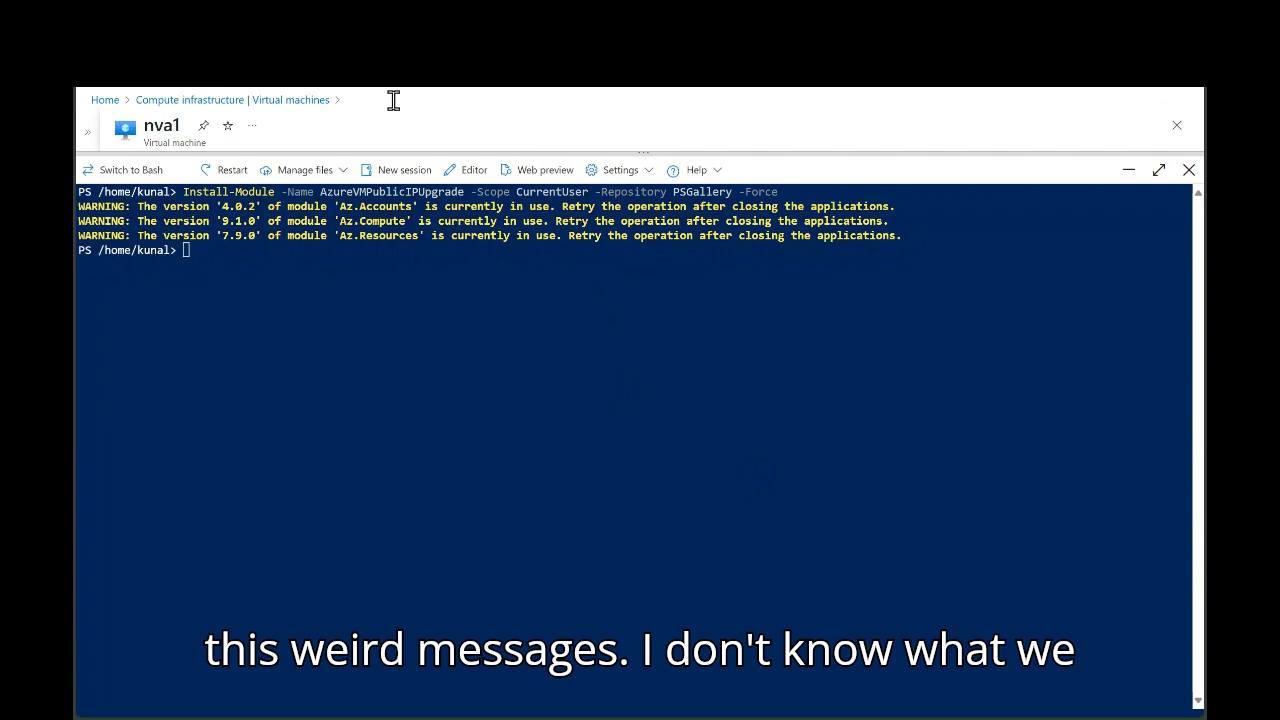 Home > Compute infrastructure | Virtual machines >
» nva1 ...
Virtual machine
Switch to Bash Restart Manage files New session Editor Web preview Settings Help
PS /home/kunal> Install-Module -Name AzureVMPublicIPUpgrade -Scope CurrentUser -Repository PSGallery -Force
WARNING: The version '4.0.2' of module 'Az.Accounts' is currently in use. Retry the operation after closing the applications.
WARNING: The version '9.1.0' of module 'Az.Compute' is currently in use. Retry the operation after closing the applications.
WARNING: The version '7.9.0' of module 'Az.Resources' is currently in use. Retry the operation after closing the applications.
PS /home/kunal>
this weird messages. I don't know what we